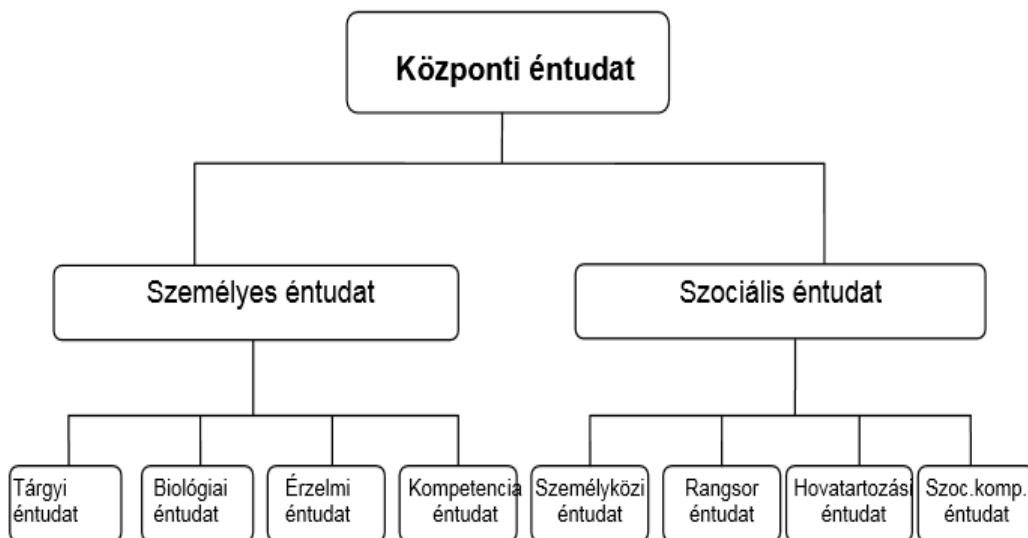 Központi éntudat
Személyes éntudat
Szociális éntudat
Tárgyi
éntudat
Biológiai
éntudat
Érzelmi
éntudat
Kompetencia
éntudat
Személyközi
éntudat
Rangsor
éntudat
Hovatartozási
éntudat
Szoc.komp.
éntudat